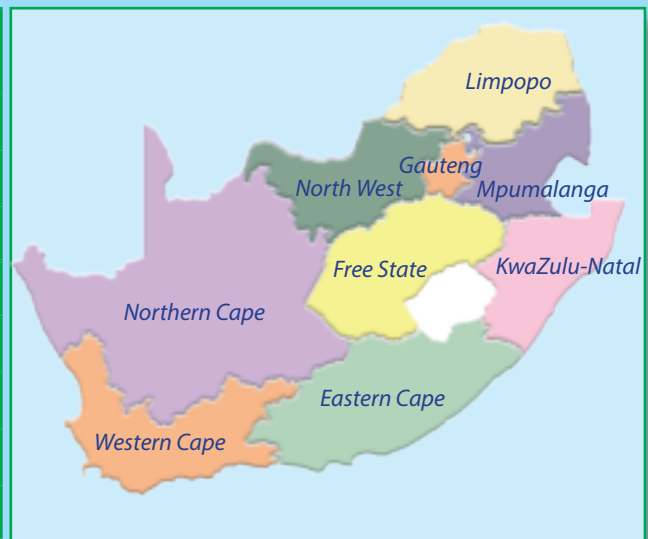 Limpopo
Gauteng
North West
Mpumalanga
Free State
KwaZulu-Natal
Northern Cape
Eastern Cape
Western Cape